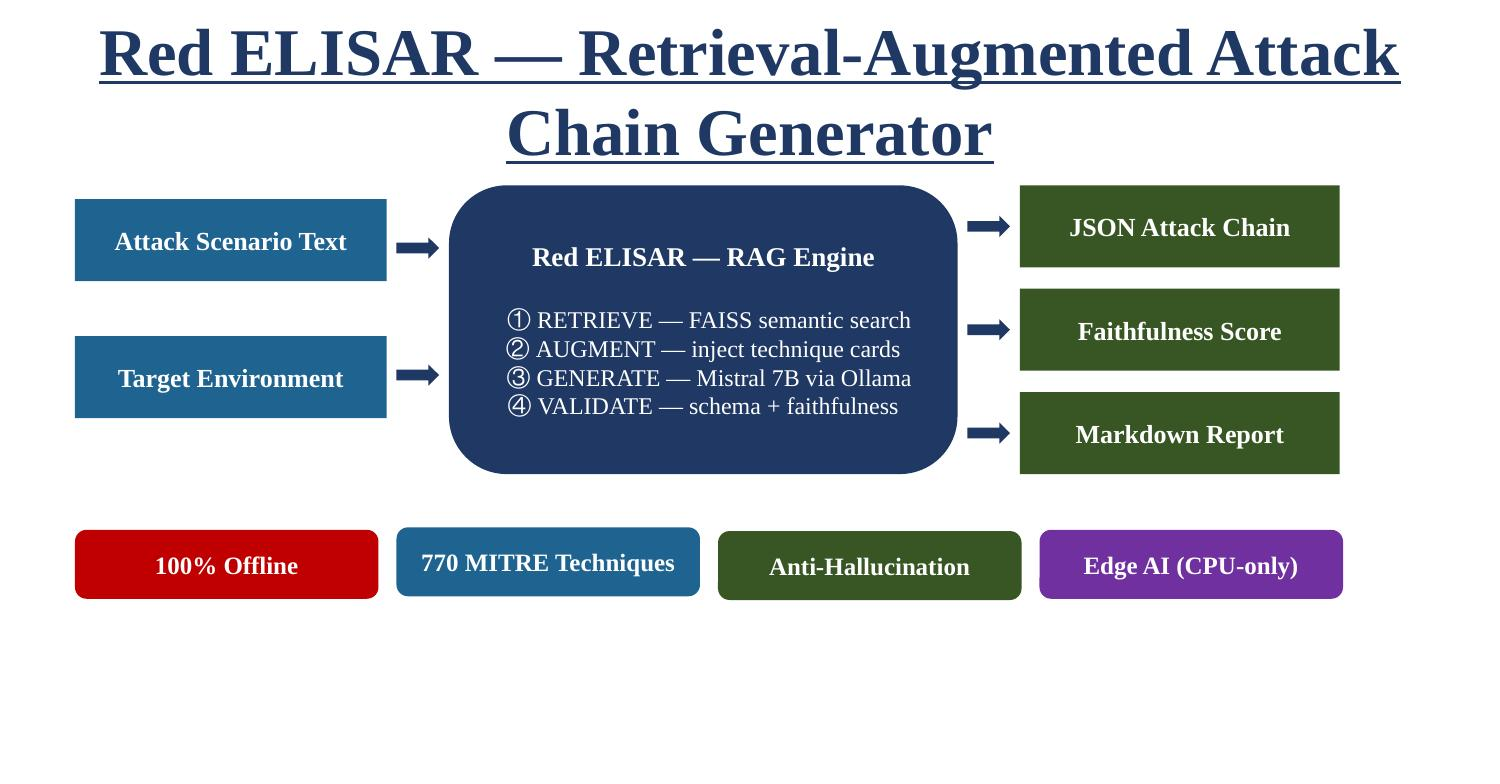 Red ELISAR — Retrieval-Augmented Attack
Chain Generator
Attack Scenario Text
Target Environment
Red ELISAR — RAG Engine
① RETRIEVE — FAISS semantic search
② AUGMENT — inject technique cards
③ GENERATE — Mistral 7B via Ollama
④ VALIDATE — schema + faithfulness
JSON Attack Chain
Faithfulness Score
Markdown Report
100% Offline
770 MITRE Techniques
Anti-Hallucination
Edge AI (CPU-only)